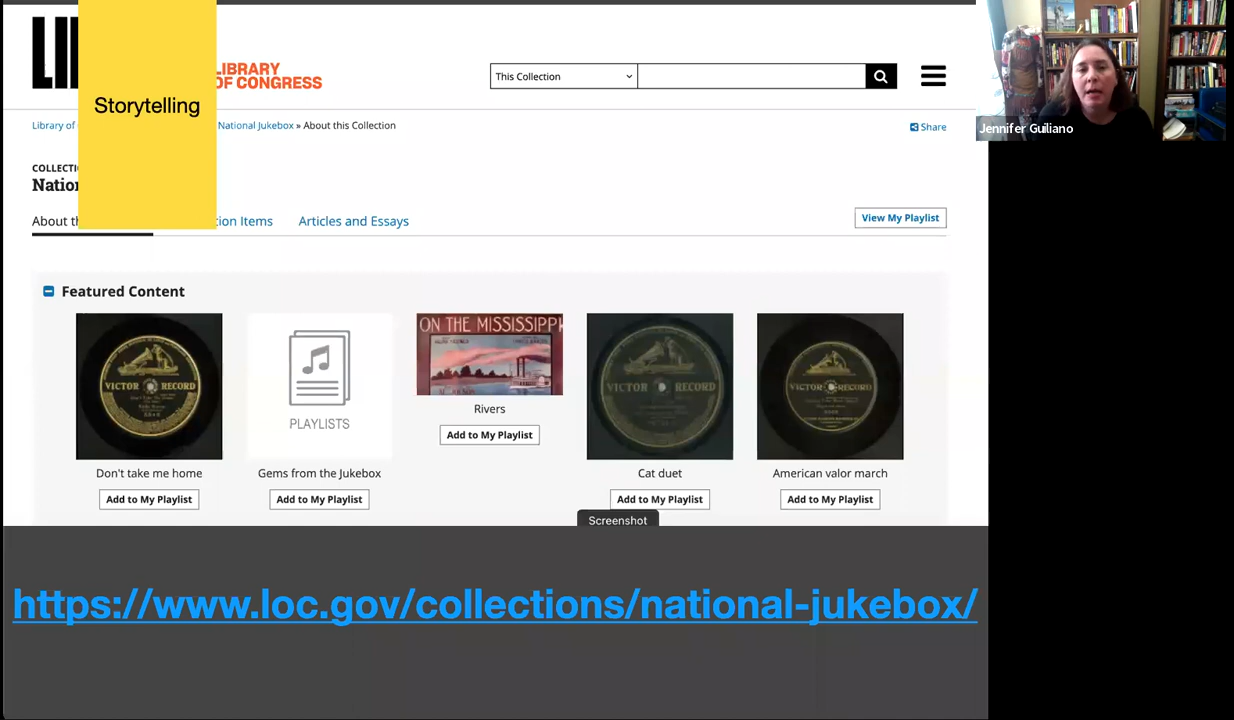 LI
LIBRARY
OF CONGRESS
Storytelling
This Collection
Jennifer Guiliano
Library of
National Jukebox » About this Collection
Share
COLLECTI
Nation
About th
tion Items
Articles and Essays
View My Playlist
Featured Content
VICTOR RECORD
PLAYLISTS
ON THE MISSISSIPPI
VICTOR RECORD
VICTOR RECORD
Rivers
Add to My Playlist
Don't take me home
Gems from the Jukebox
Cat duet
American valor march
Add to My Playlist
Add to My Playlist
Add to My Playlist
Add to My Playlist
Screenshot
https://www.loc.gov/collections/national-jukebox/